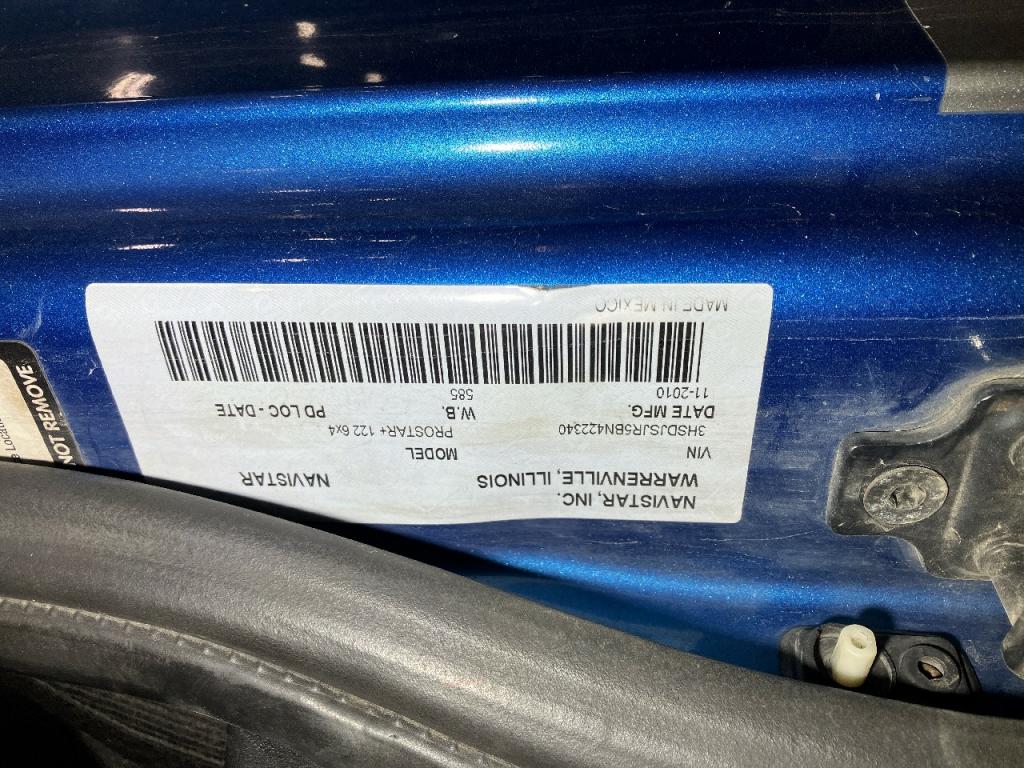 NAVISTAR, INC.
WARRENVILLE, ILLINOIS NAVISTAR
VIN MODEL
3HSDJSJR5BN422340 PROSTAR+ 122 6x4
DATE MFG. W.B. PD LOC - DATE
11-2010 585
MADE IN MEXICO
NOT REMOVE